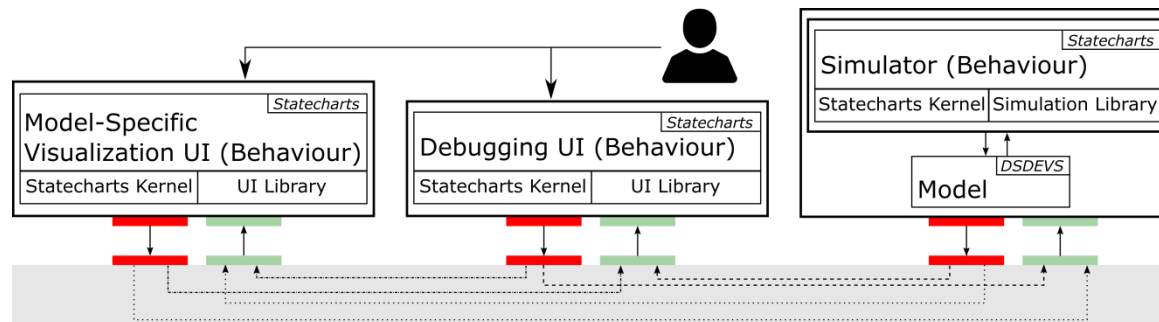 Statecharts
Model-Specific
Visualization UI (Behaviour)
Statecharts Kernel
UI Library
Statecharts
Debugging UI (Behaviour)
Statecharts Kernel
UI Library
Statecharts
Simulator (Behaviour)
Statecharts Kernel
Simulation Library
DSDEVS
Model